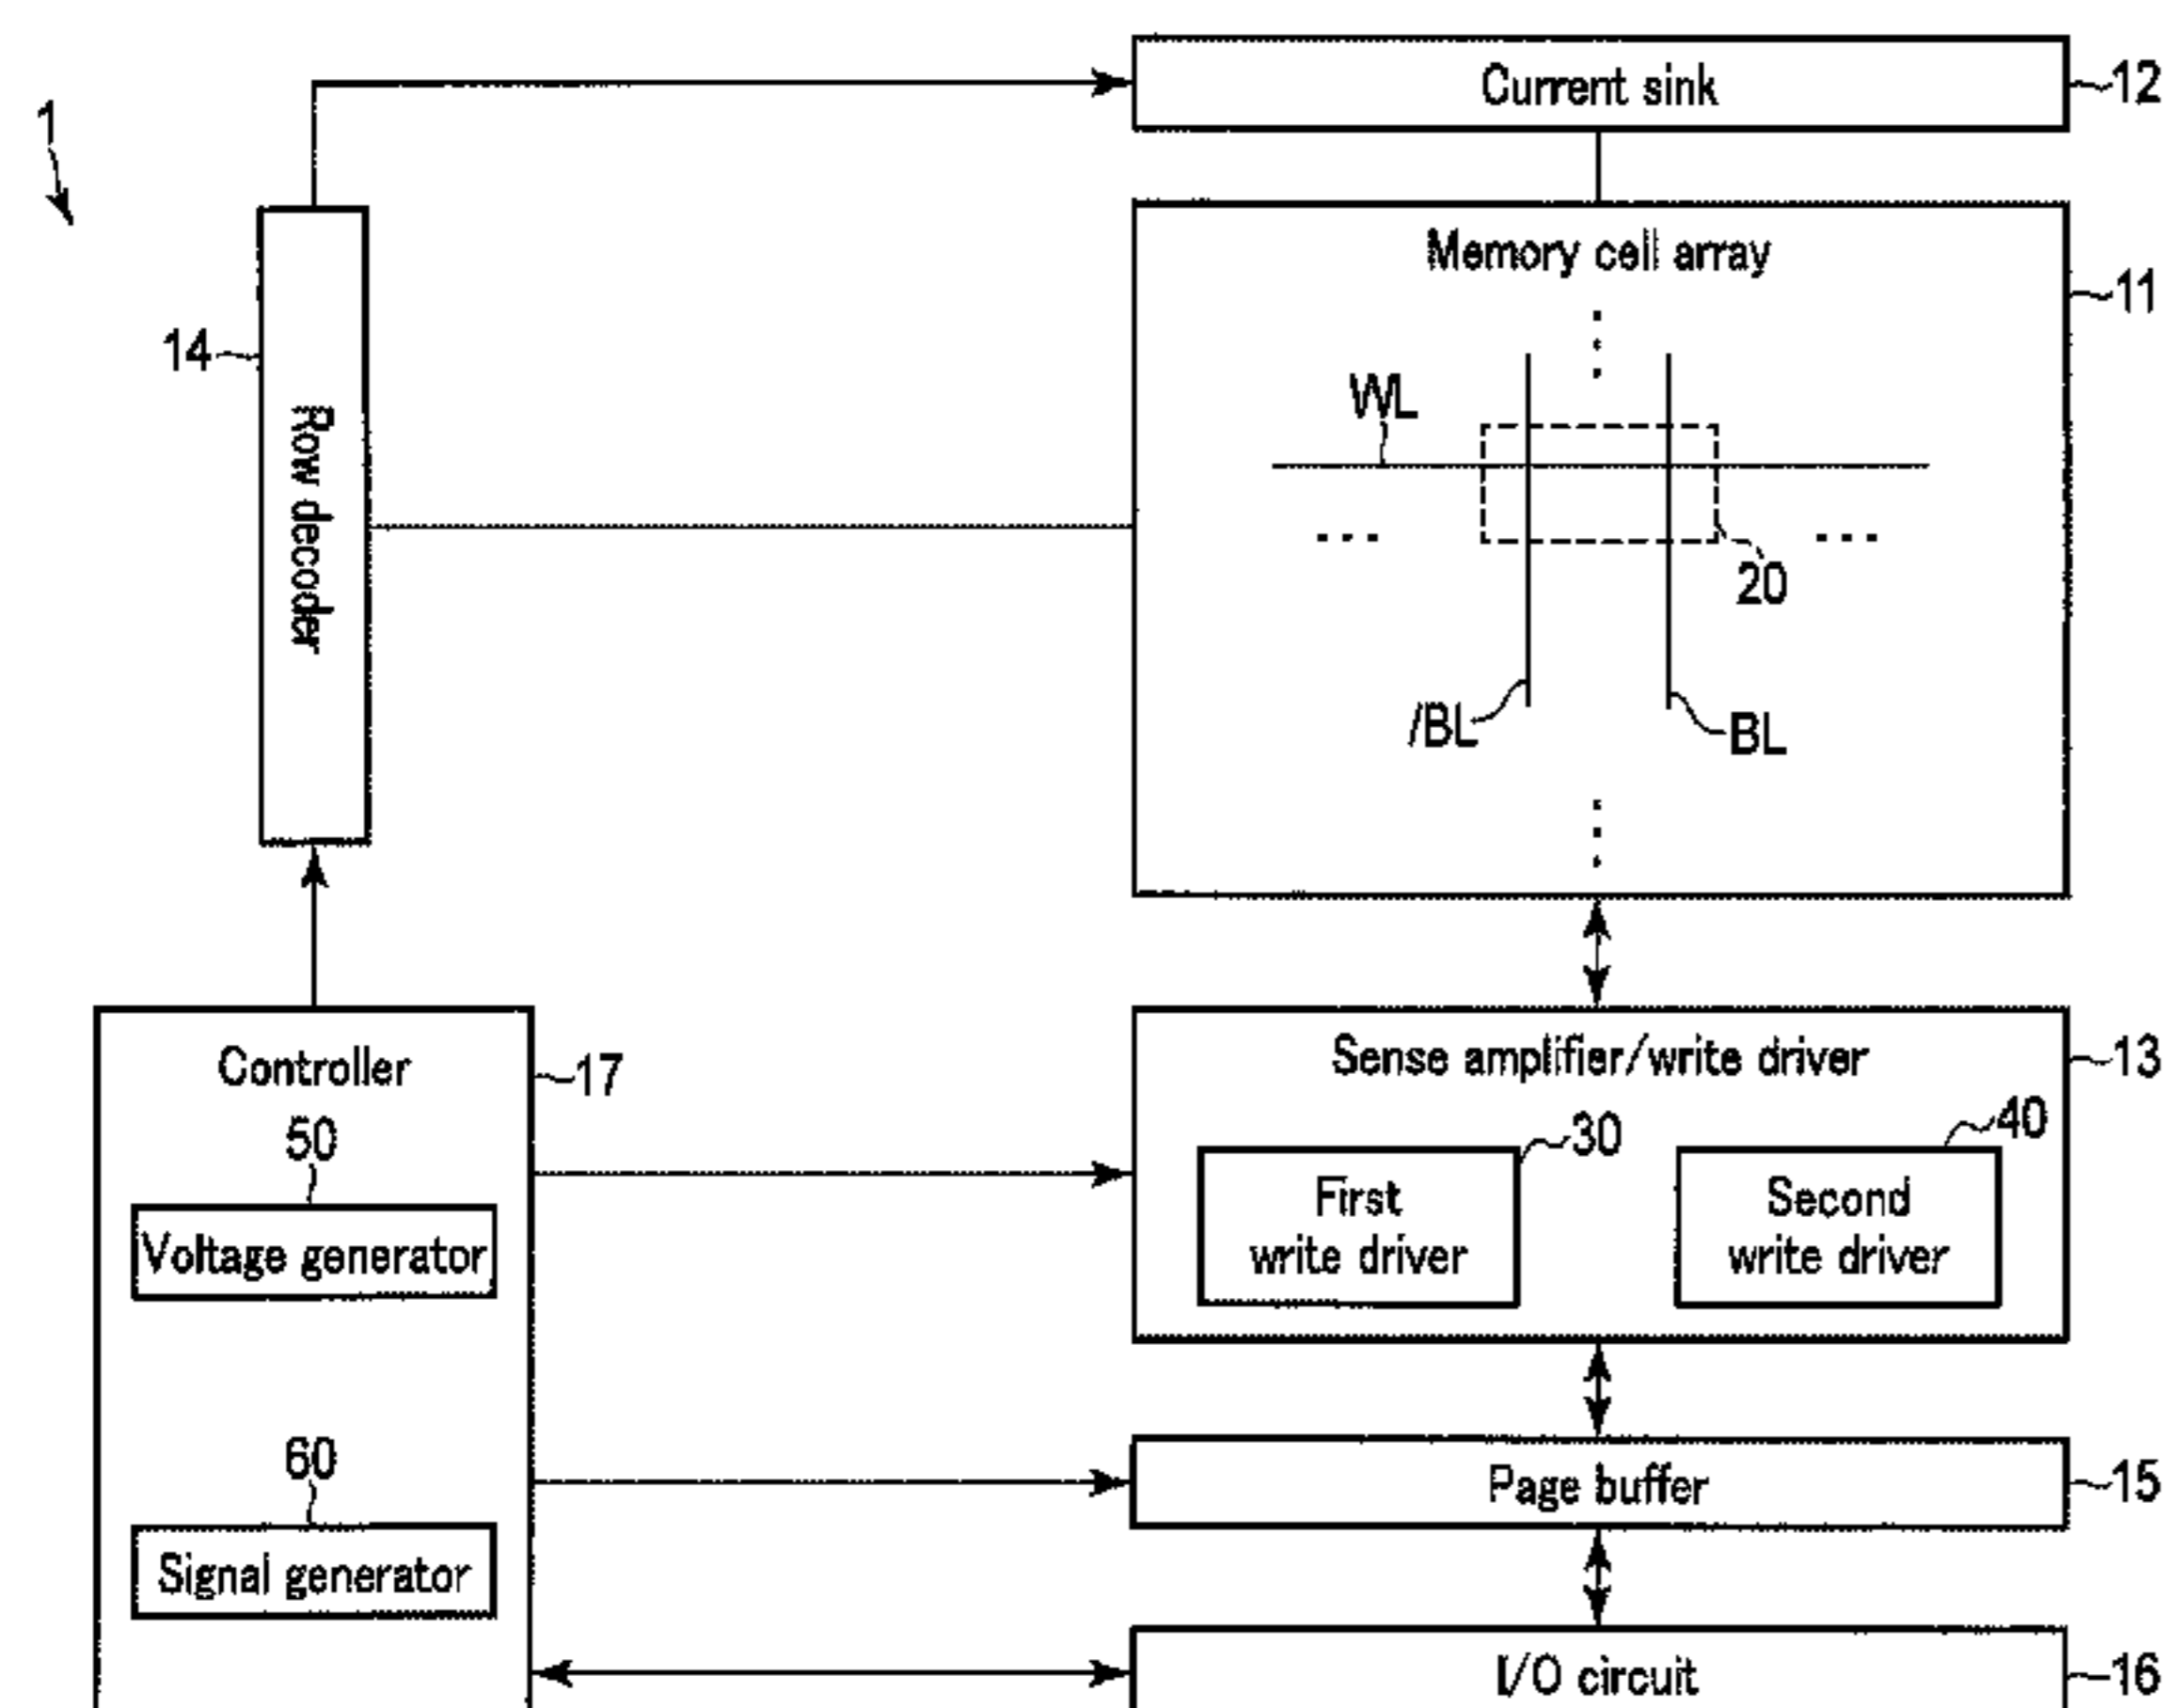 1
Current sink
12
Memory cell array
11
14
Row decoder
WL
20
/BL
BL
Controller
17
Sense amplifier/write driver
13
50
30
40
Voltage generator
First
write driver
Second
write driver
60
Signal generator
Page buffer
15
I/O circuit
16